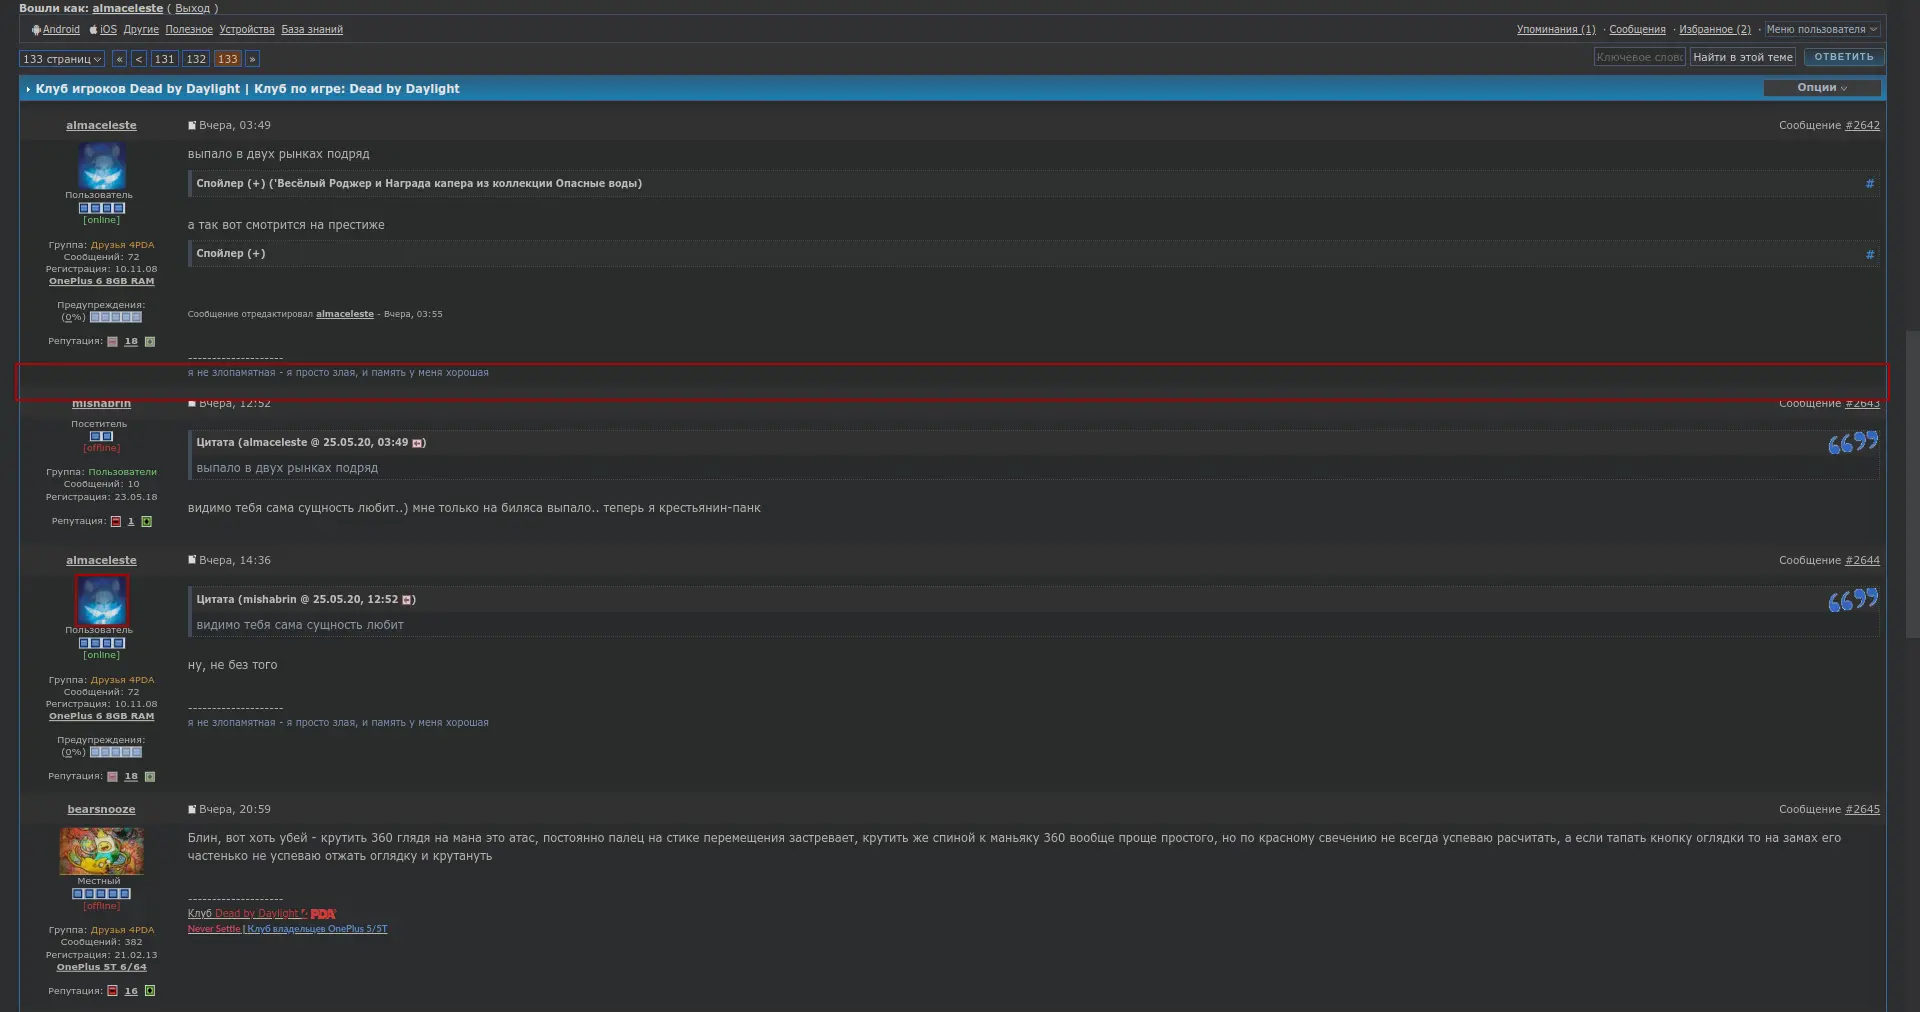 Вошли как: almaceleste ( Выход )
Android iOS Другие Полезное Устройства База знаний
Упоминания (1) · Сообщения · Избранное (2) · Меню пользователя
133 страниц « < 131 132 133 »
Ключевое слово Найти в этой теме ОТВЕТИТЬ
Клуб игроков Dead by Daylight | Клуб по игре: Dead by Daylight
Опции
almaceleste
Вчера, 03:49
Сообщение #2642
Пользователь
[online]
Группа: Друзья 4PDA
Сообщений: 72
Регистрация: 10.11.08
OnePlus 6 8GB RAM
Предупреждения:
(0%)
Репутация: 18
выпало в двух рынках подряд
Спойлер (+) ('Весёлый Роджер и Награда капера из коллекции Опасные воды)
#
а так вот смотрится на престиже
Спойлер (+)
#
Сообщение отредактировал almaceleste - Вчера, 03:55
--------------------
я не злопамятная - я просто злая, и память у меня хорошая
mishabrin
Вчера, 12:52
Сообщение #2643
Посетитель
[offline]
Группа: Пользователи
Сообщений: 10
Регистрация: 23.05.18
Репутация: 1
Цитата (almaceleste @ 25.05.20, 03:49 )
выпало в двух рынках подряд
видимо тебя сама сущность любит..) мне только на биляса выпало.. теперь я крестьянин-панк
almaceleste
Вчера, 14:36
Сообщение #2644
Пользователь
[online]
Группа: Друзья 4PDA
Сообщений: 72
Регистрация: 10.11.08
OnePlus 6 8GB RAM
Предупреждения:
(0%)
Репутация: 18
Цитата (mishabrin @ 25.05.20, 12:52 )
видимо тебя сама сущность любит
ну, не без того
--------------------
я не злопамятная - я просто злая, и память у меня хорошая
bearsnooze
Вчера, 20:59
Сообщение #2645
Местный
[offline]
Группа: Друзья 4PDA
Сообщений: 382
Регистрация: 21.02.13
OnePlus 5T 6/64
Репутация: 16
Блин, вот хоть убей - крутить 360 глядя на мана это атас, постоянно палец на стике перемещения застревает, крутить же спиной к маньяку 360 вообще проще простого, но по красному свечению не всегда успеваю расчитать, а если тапать кнопку оглядки то на замах его
частенько не успеваю отжать оглядку и крутануть
--------------------
Клуб Dead by Daylight PDA
Never Settle | Клуб владельцев OnePlus 5/5T